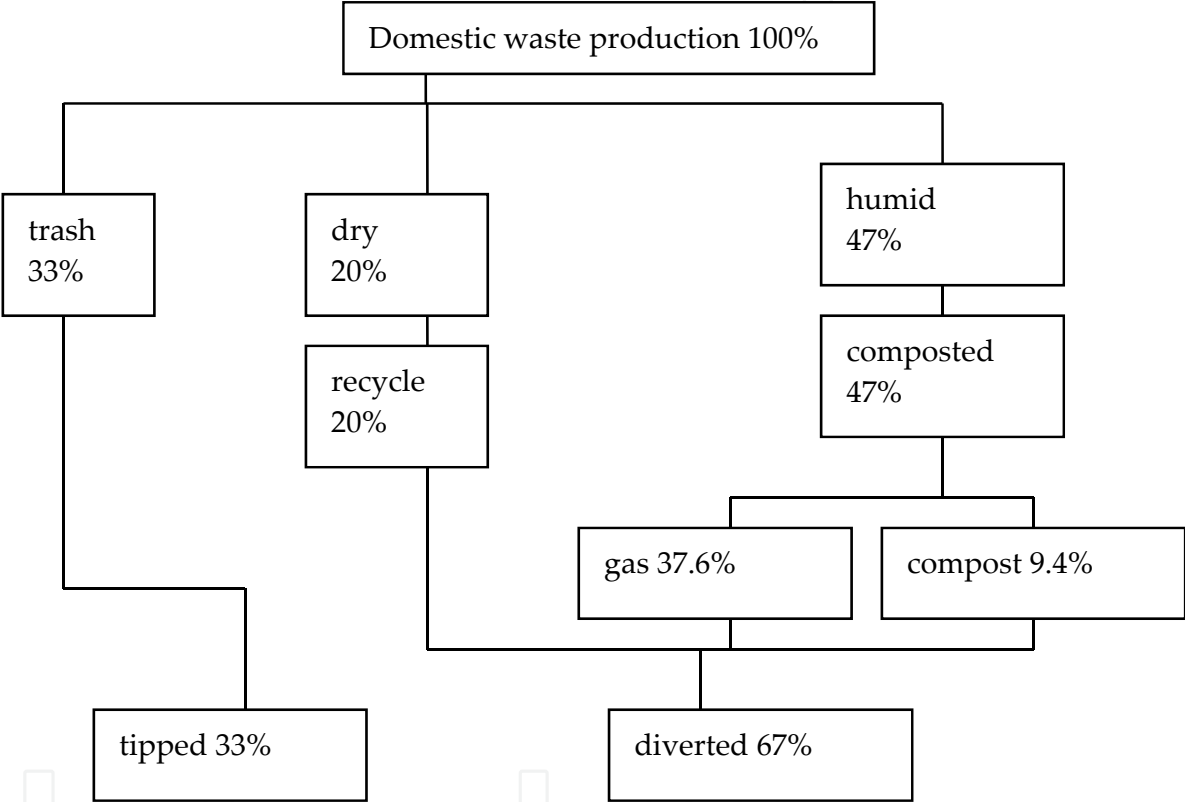 Domestic waste production 100%
trash
33%
dry
20%
humid
47%
recycle
20%
composted
47%
gas 37.6%
compost 9.4%
tipped 33%
diverted 67%